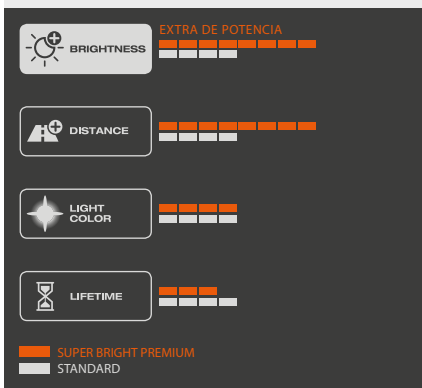 EXTRA DE POTENCIA
BRIGHTNESS
DISTANCE
LIGHT
COLOR
LIFETIME
SUPER BRIGHT PREMIUM
STANDARD